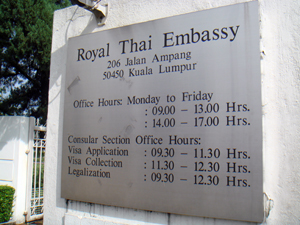 Royal Thai Embassy
206 Jalan Ampang
50450 Kuala Lumpur
Office Hours: Monday to Friday
: 09.00 - 13.00 Hrs.
: 14.00 - 17.00 Hrs.
Consular Section Office Hours:
Visa Application : 09.30 - 11.30 Hrs.
Visa Collection : 11.30 - 12.30 Hrs.
Legalization : 09.30 - 12.30 Hrs.